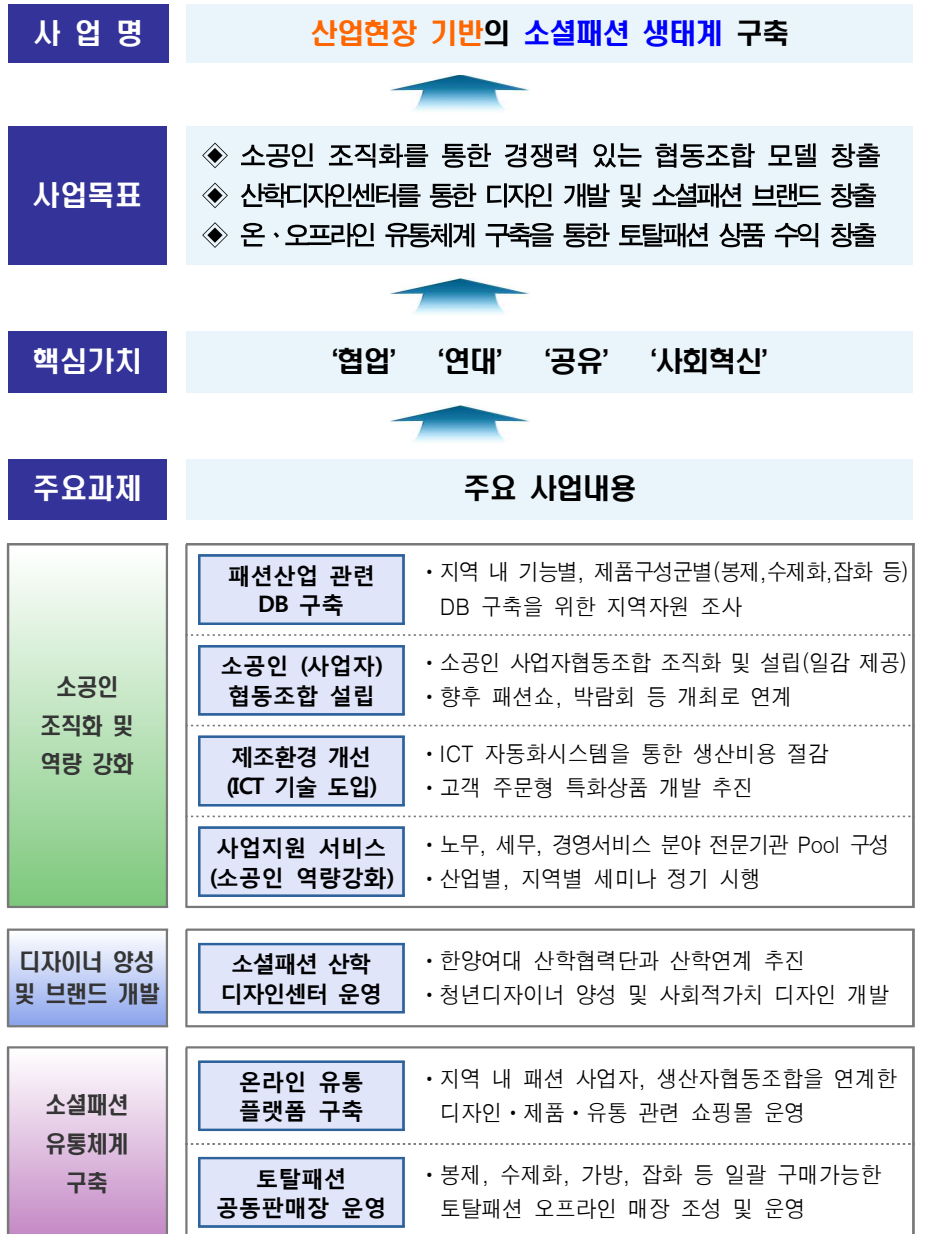 사 업 명
산업현장 기반의 소셜패션 생태계 구축
사업목표
◈ 소공인 조직화를 통한 경쟁력 있는 협동조합 모델 창출
◈ 산학디자인센터를 통한 디자인 개발 및 소셜패션 브랜드 창출
◈ 온ㆍ오프라인 유통체계 구축을 통한 토탈패션 상품 수익 창출
핵심가치
‘협업’ ‘연대’ ‘공유’ ‘사회혁신’
주요과제
주요 사업내용
소공인
조직화 및
역량 강화
패션산업 관련
DB 구축
･지역 내 기능별, 제품구성군별(봉제,수제화,잡화 등)
DB 구축을 위한 지역자원 조사
소공인 (사업자)
협동조합 설립
･소공인 사업자협동조합 조직화 및 설립(일감 제공)
･향후 패션쇼, 박람회 등 개최로 연계
제조환경 개선
(ICT 기술 도입)
･ICT 자동화시스템을 통한 생산비용 절감
･고객 주문형 특화상품 개발 추진
사업지원 서비스
(소공인 역량강화)
･노무, 세무, 경영서비스 분야 전문기관 Pool 구성
･산업별, 지역별 세미나 정기 시행
디자이너 양성
및 브랜드 개발
소셜패션 산학
디자인센터 운영
･한양여대 산학협력단과 산학연계 추진
･청년디자이너 양성 및 사회적가치 디자인 개발
소셜패션
유통체계
구축
온라인 유통
플랫폼 구축
･지역 내 패션 사업자, 생산자협동조합을 연계한
디자인･제품･유통 관련 쇼핑몰 운영
토탈패션
공동판매장 운영
･봉제, 수제화, 가방, 잡화 등 일괄 구매가능한
토탈패션 오프라인 매장 조성 및 운영